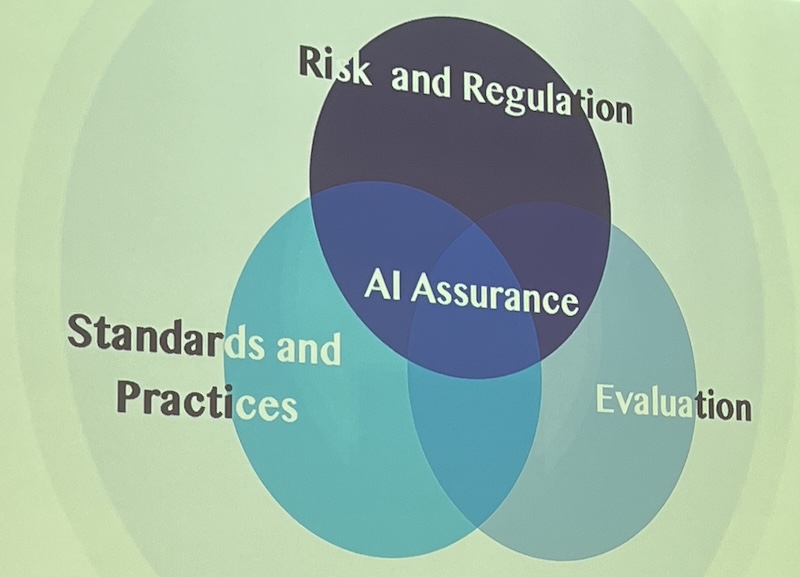 Risk and Regulation
AI Assurance
Standards and
Practices
Evaluation